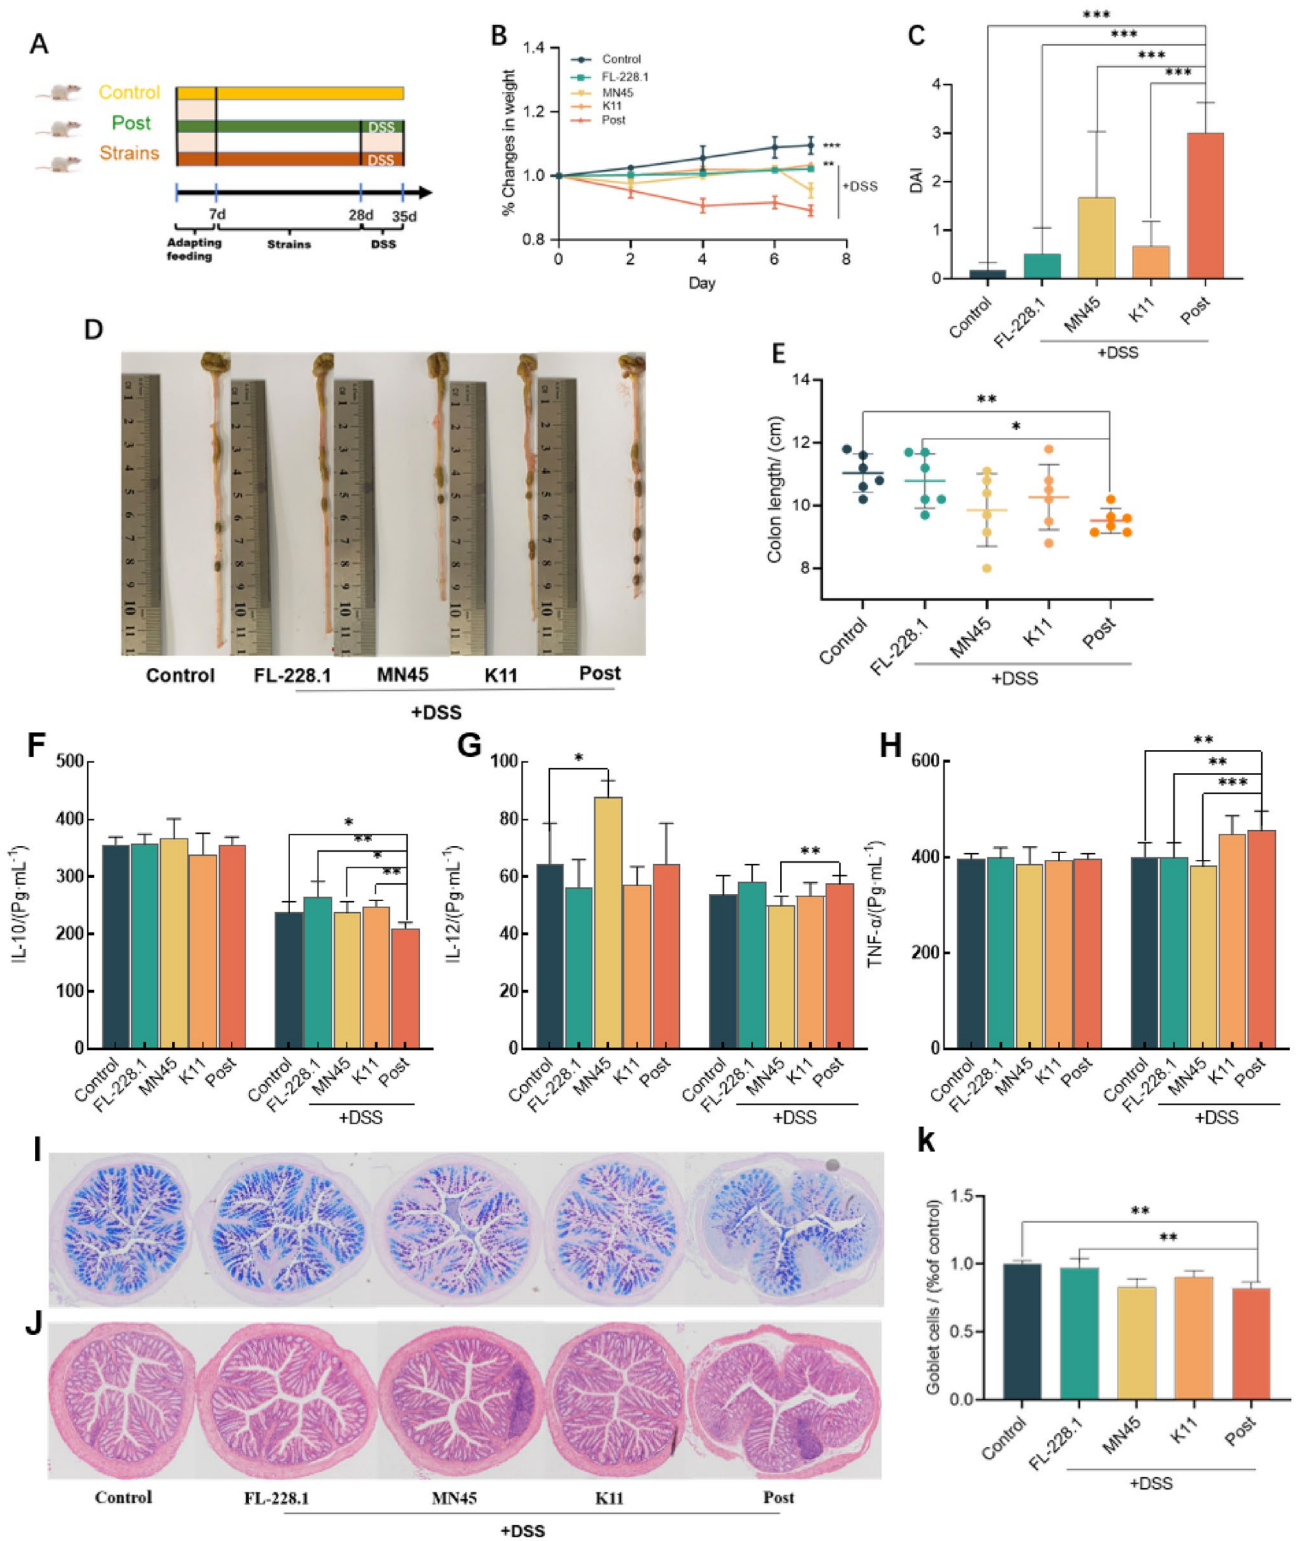 A
Control
Post
Strains
DSS
DSS
7d
28d
35d
Adapting
feeding
Strains
DSS
B
% Changes in weight
1.4
1.2
1.0
0.8
0
2
4
6
8
Day
Control
FL-228.1
MN45
K11
Post
***
**
+DSS
C
DAI
4
3
2
1
0
***
***
***
***
Control
FL-228.1
MN45
K11
Post
+DSS
D
Control
FL-228.1
MN45
K11
Post
+DSS
E
Colon length/ (cm)
14
12
10
8
**
*
Control
FL-228.1
MN45
K11
Post
+DSS
F
IL-10/(Pg·mL⁻¹)
500
400
300
200
100
0
*
**
*
**
Control
FL-228.1
MN45
K11
Post
Control
FL-228.1
MN45
K11
Post
+DSS
G
IL-12/(Pg·mL⁻¹)
100
80
60
40
20
0
*
**
Control
FL-228.1
MN45
K11
Post
Control
FL-228.1
MN45
K11
Post
+DSS
H
TNF-α/(Pg·mL⁻¹)
600
400
200
0
**
**
***
Control
FL-228.1
MN45
K11
Post
Control
FL-228.1
MN45
K11
Post
+DSS
I
J
Control
FL-228.1
MN45
K11
Post
+DSS
k
Goblet cells / (%of control)
1.5
1.0
0.5
0.0
**
**
Control
FL-228.1
MN45
K11
Post
+DSS